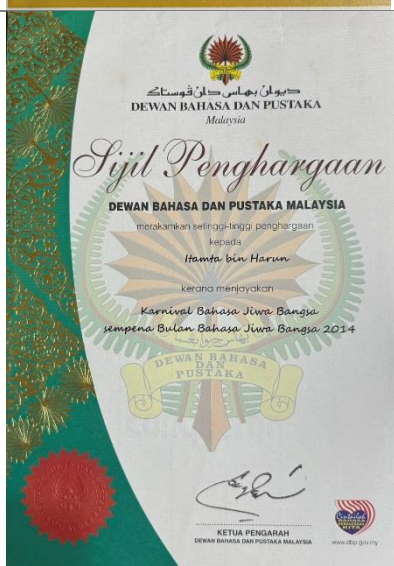 ديوان بهاس دان ڤوستاك
DEWAN BAHASA DAN PUSTAKA
Malaysia
Sijil Penghargaan
DEWAN BAHASA DAN PUSTAKA MALAYSIA
merakamkan setinggi-tinggi penghargaan
kepada
Itamta bin Harun
kerana menjayakan
Karnival Bahasa Jiwa Bangsa
sempena Bulan Bahasa Jiwa Bangsa 2014
DEWAN BAHASA
DAN
PUSTAKA
KETUA PENGARAH
DEWAN BAHASA DAN PUSTAKA MALAYSIA
www.dbp.gov.my